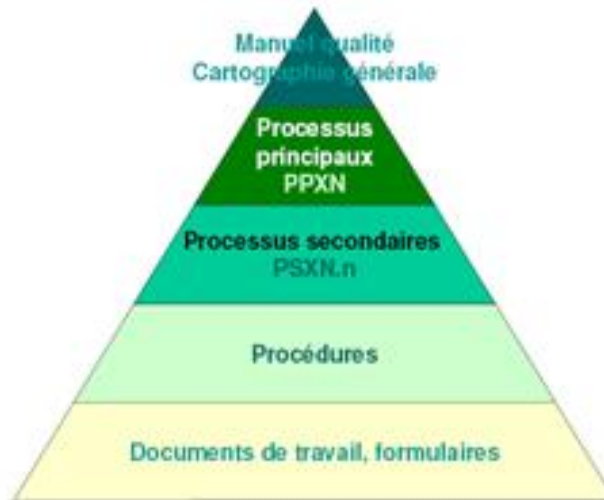 Manuel qualité
Cartographie générale
Processus
principaux
PPXN
Processus secondaires
PSXN.n
Procédures
Documents de travail, formulaires